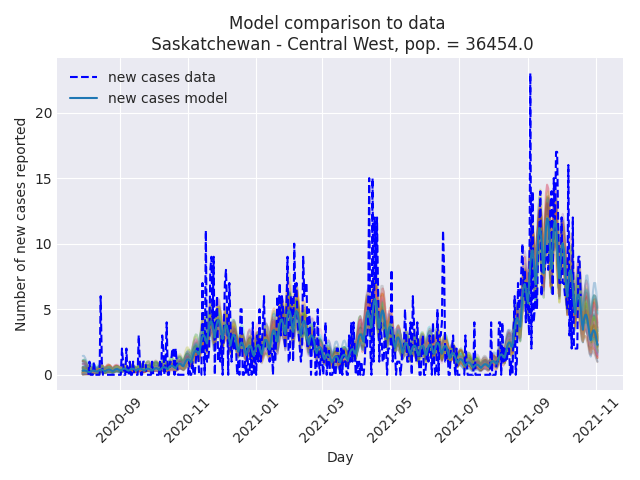 Model comparison to data
Saskatchewan - Central West, pop. = 36454.0
new cases data
new cases model
Number of new cases reported
20
15
10
5
0
2020-09
2020-11
2021-01
2021-03
2021-05
2021-07
2021-09
2021-11
Day